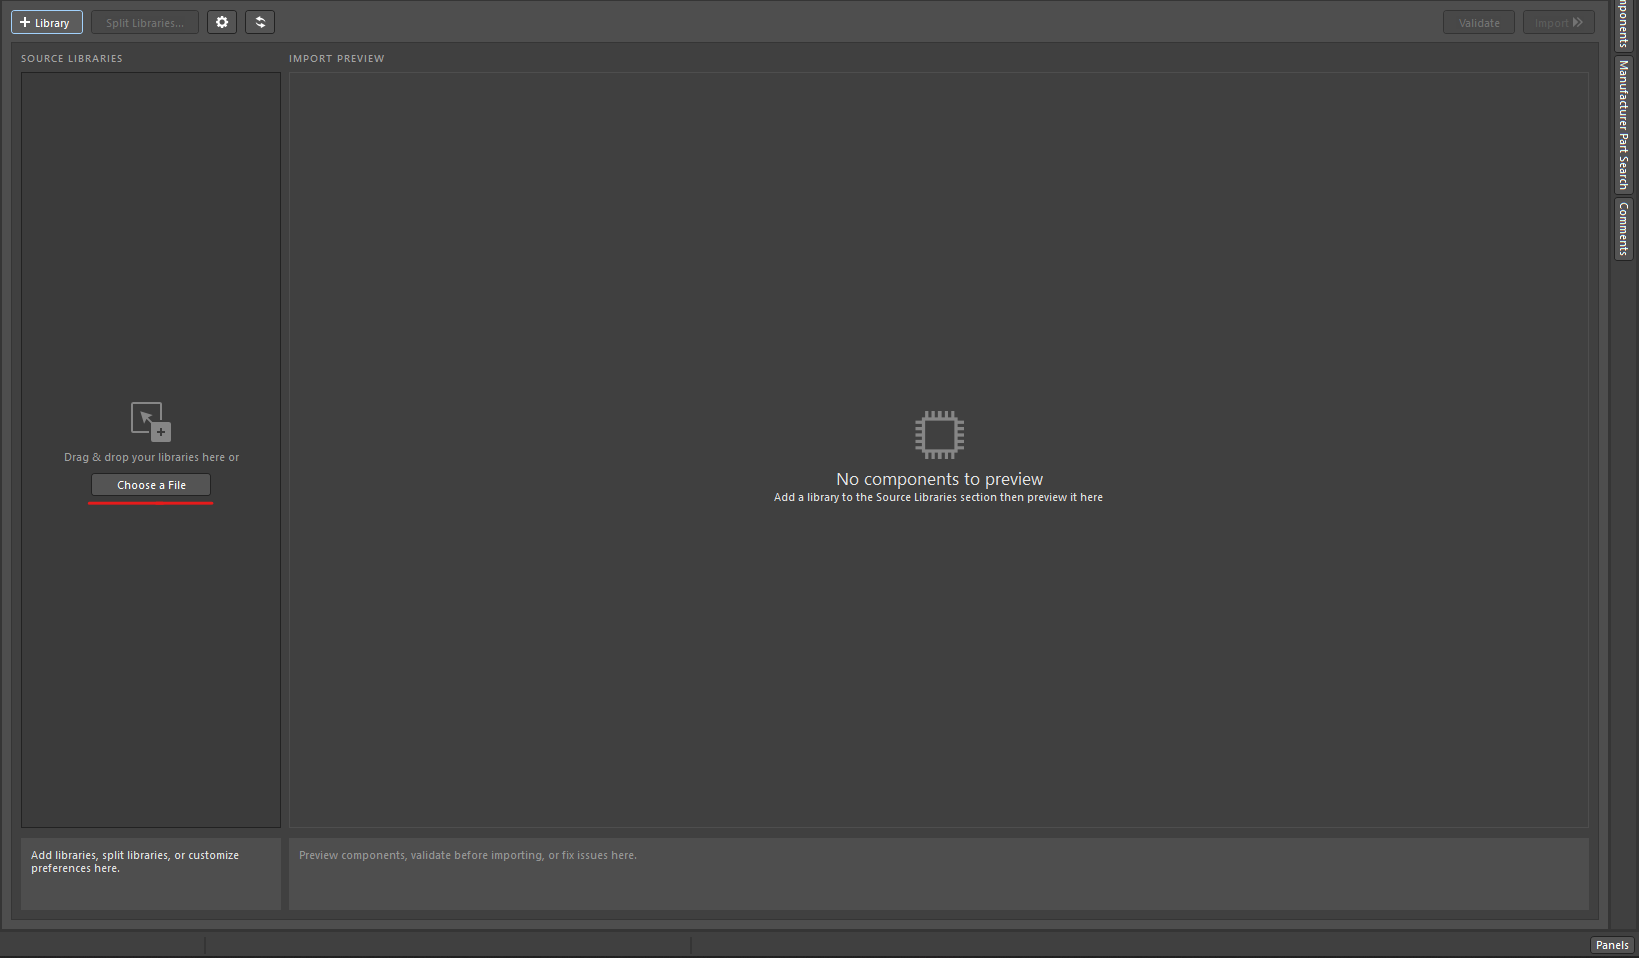 Library
Split Libraries...
Validate
Import
SOURCE LIBRARIES
IMPORT PREVIEW
Drag & drop your libraries here or
Choose a File
No components to preview
Add a library to the Source Libraries section then preview it here
Add libraries, split libraries, or customize
preferences here.
Preview components, validate before importing, or fix issues here.
Manufacturer Part Search
Comments
Panels